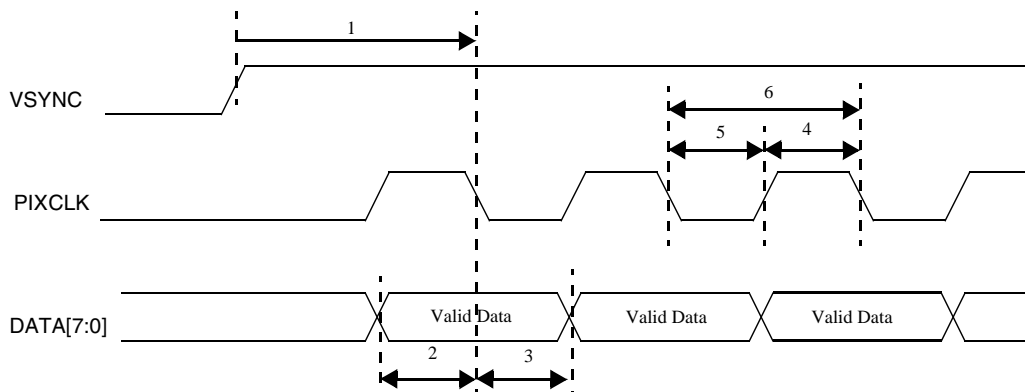 1
VSYNC
6
5 4
PIXCLK
DATA[7:0]
Valid Data Valid Data Valid Data
2 3